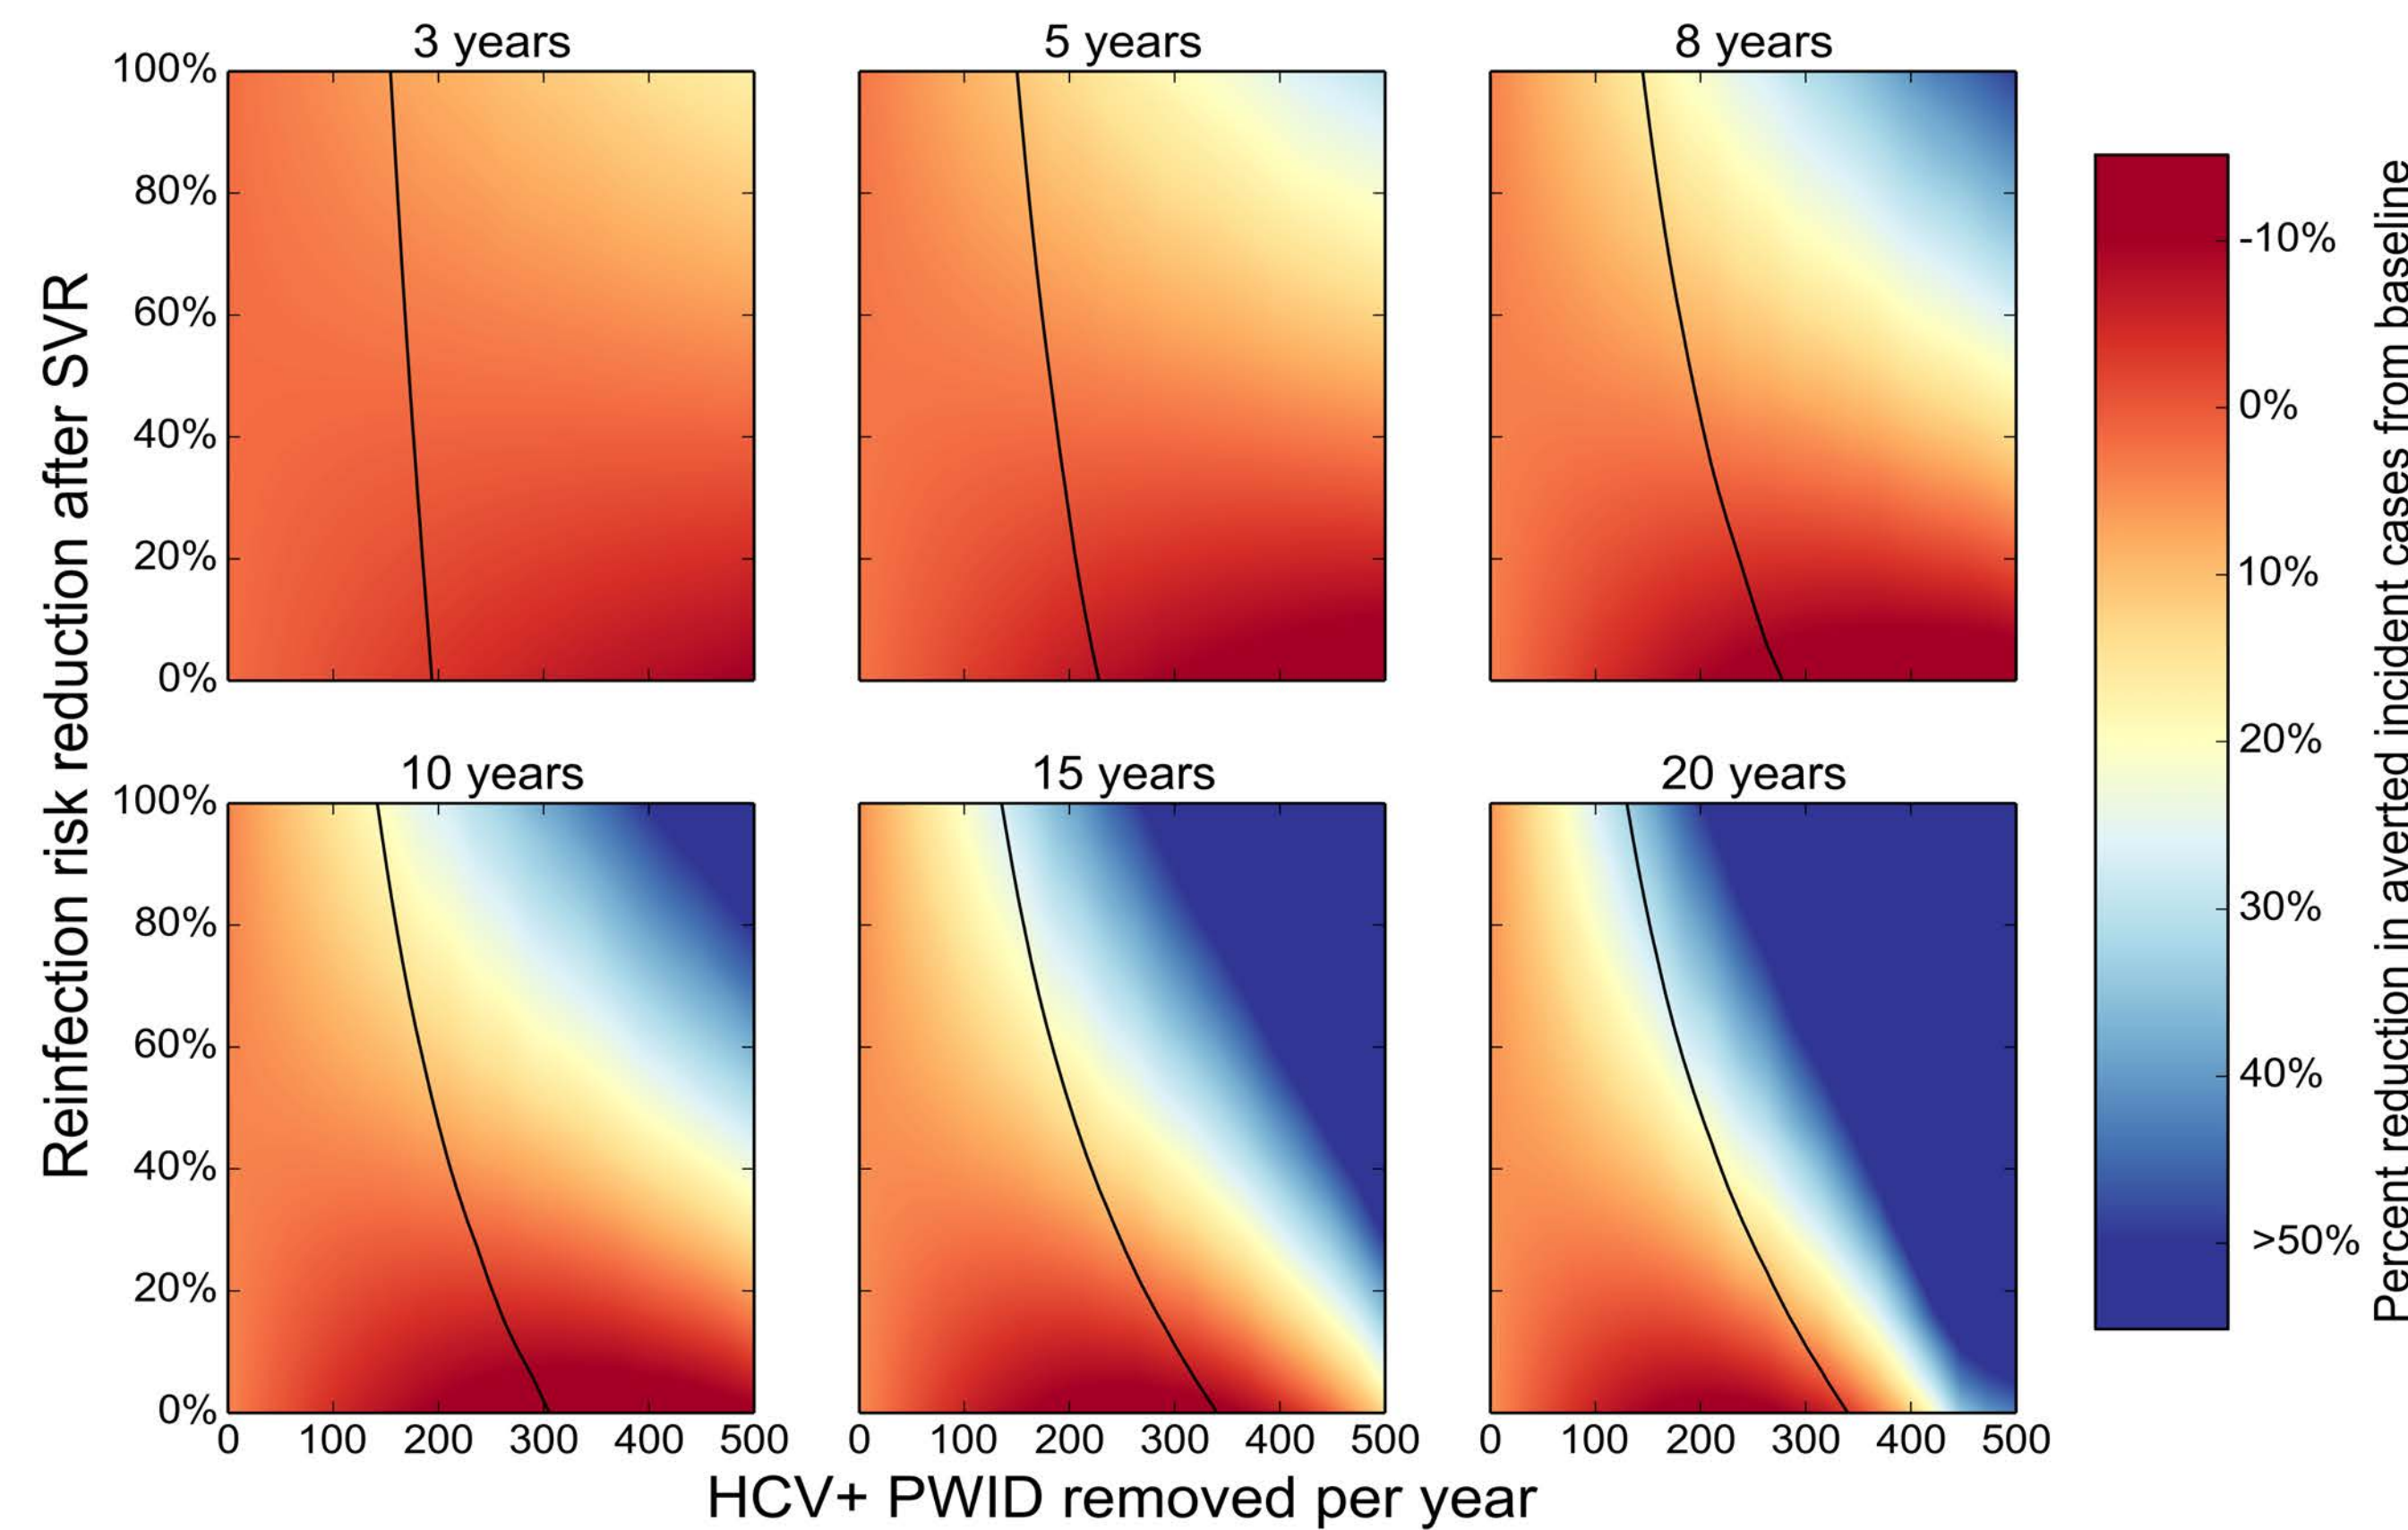 3 years
5 years
8 years
100%
80%
60%
40%
20%
0%
10 years
15 years
20 years
100%
80%
60%
40%
20%
0%
0 100 200 300 400 500
0 100 200 300 400 500
0 100 200 300 400 500
HCV+ PWID removed per year
Reinfection risk reduction after SVR
-10%
0%
10%
20%
30%
40%
>50%
Percent reduction in averted incident cases from baseline